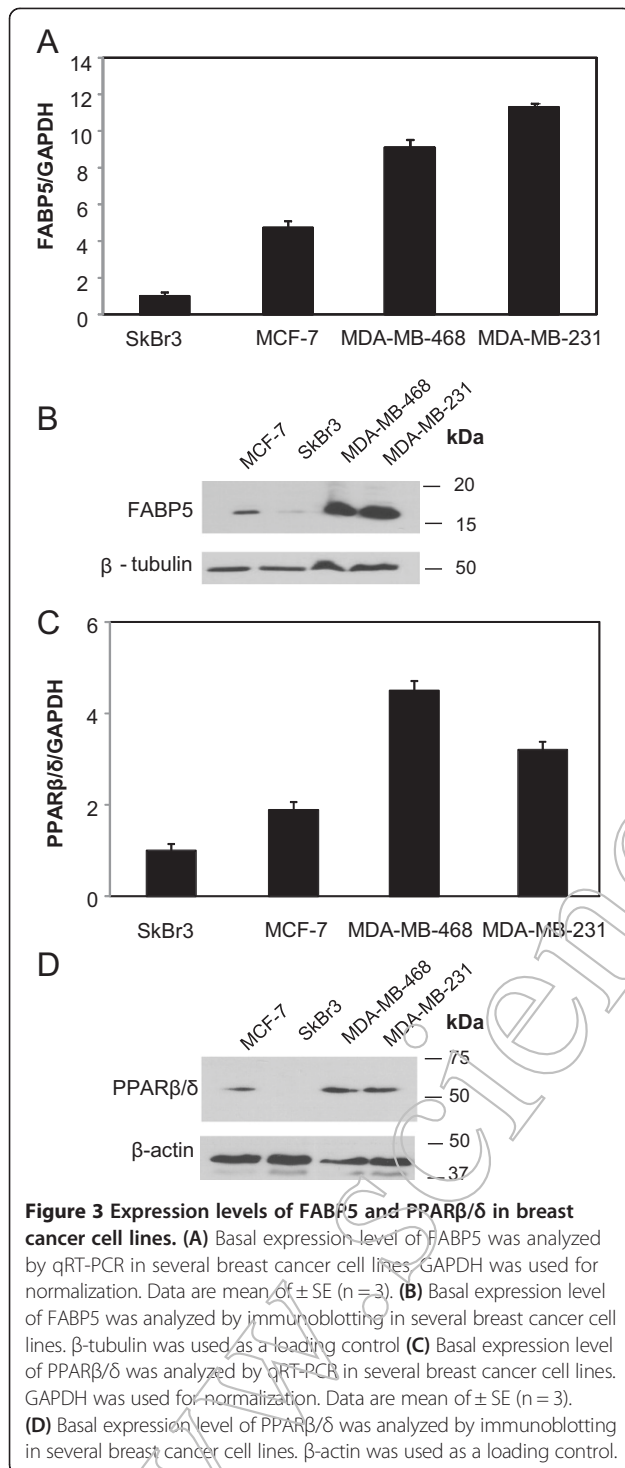 A
14
12
10
8
6
4
2
0
FABP5/GAPDH
SkBr3 MCF-7 MDA-MB-468 MDA-MB-231
B
MCF-7 SkBr3 MDA-MB-468 MDA-MB-231 kDa
FABP5
20
15
β - tubulin
50
C
6
4
2
0
PPARβ/δ/GAPDH
SkBr3 MCF-7 MDA-MB-468 MDA-MB-231
D
MCF-7 SkBr3 MDA-MB-468 MDA-MB-231 kDa
75
PPARβ/δ
50
β-actin
50
37
Figure 3 Expression levels of FABP5 and PPARβ/δ in breast
cancer cell lines. (A) Basal expression level of FABP5 was analyzed
by qRT-PCR in several breast cancer cell lines. GAPDH was used for
normalization. Data are mean of ± SE (n = 3). (B) Basal expression level
of FABP5 was analyzed by immunoblotting in several breast cancer cell
lines. β-tubulin was used as a loading control (C) Basal expression level
of PPARβ/δ was analyzed by qRT-PCR in several breast cancer cell lines.
GAPDH was used for normalization. Data are mean of ± SE (n = 3).
(D) Basal expression level of PPARβ/δ was analyzed by immunoblotting
in several breast cancer cell lines. β-actin was used as a loading control.